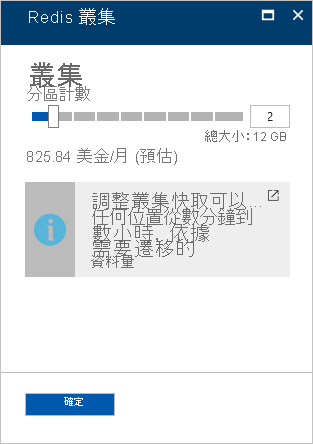 Redis 叢集
叢集
分區計數
2
總大小: 12 GB
825.84 美金/月 (預估)
調整叢集快取可以...
任何位置從數分鐘到
數小時, 依據
需要遷移的
資料量
確定